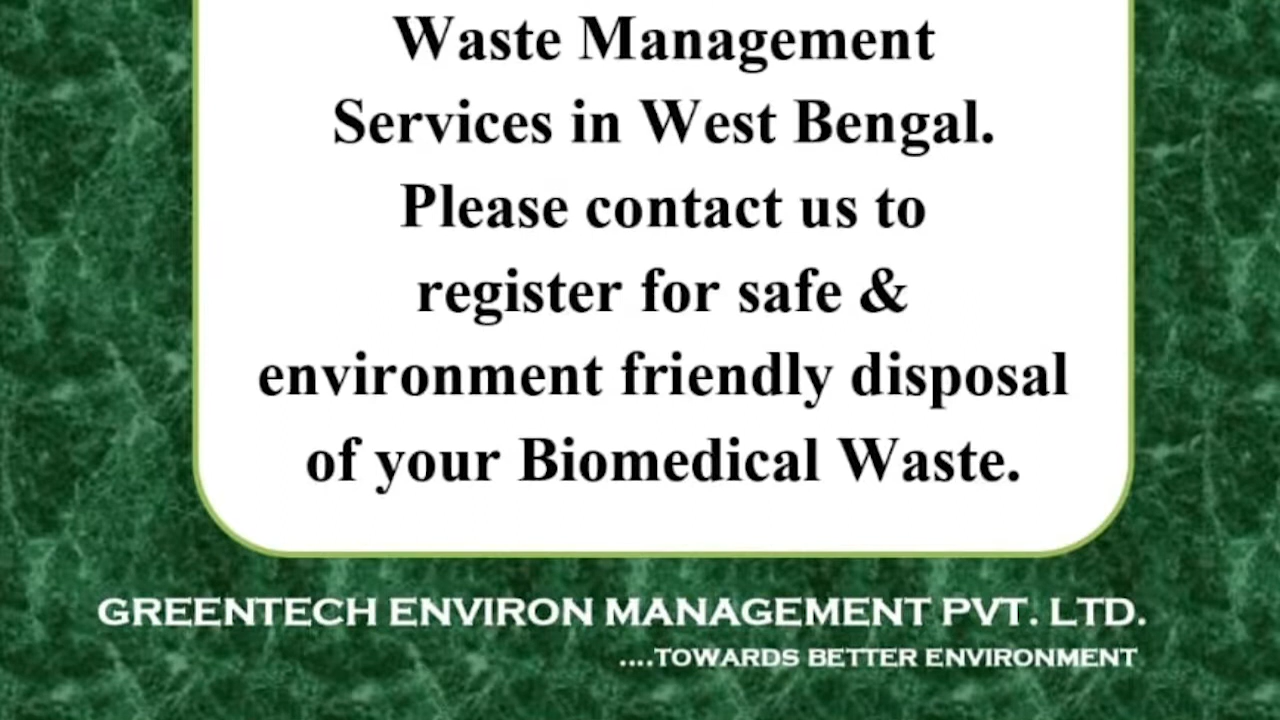 Waste Management
Services in West Bengal.
Please contact us to
register for safe &
environment friendly disposal
of your Biomedical Waste.
GREENTECH ENVIRON MANAGEMENT PVT. LTD.
....TOWARDS BETTER ENVIRONMENT